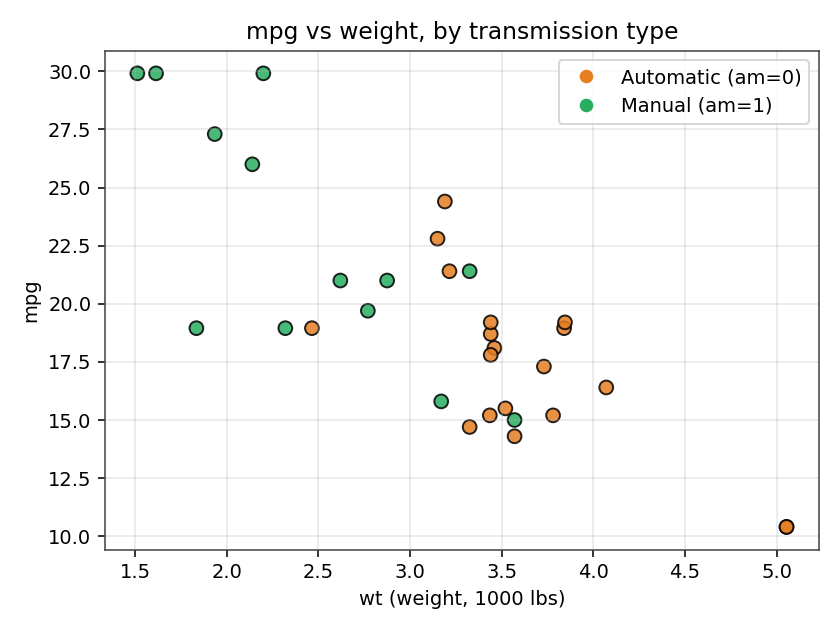 mpg vs weight, by transmission type
Automatic (am=0)
Manual (am=1)
mpg
30.0
27.5
25.0
22.5
20.0
17.5
15.0
12.5
10.0
1.5 2.0 2.5 3.0 3.5 4.0 4.5 5.0
wt (weight, 1000 lbs)